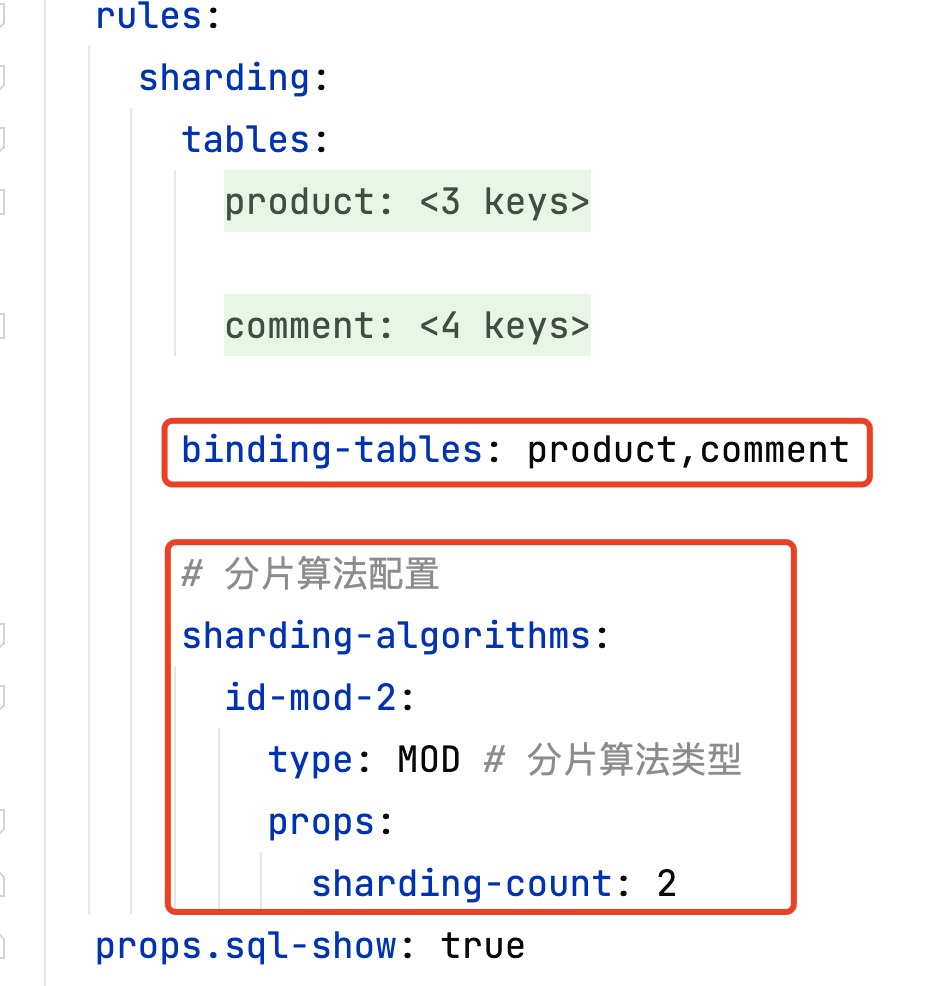 rules:
sharding:
tables:
product: <3 keys>
comment: <4 keys>
binding-tables: product,comment
# 分片算法配置
sharding-algorithms:
id-mod-2:
type: MOD # 分片算法类型
props:
sharding-count: 2
props.sql-show: true